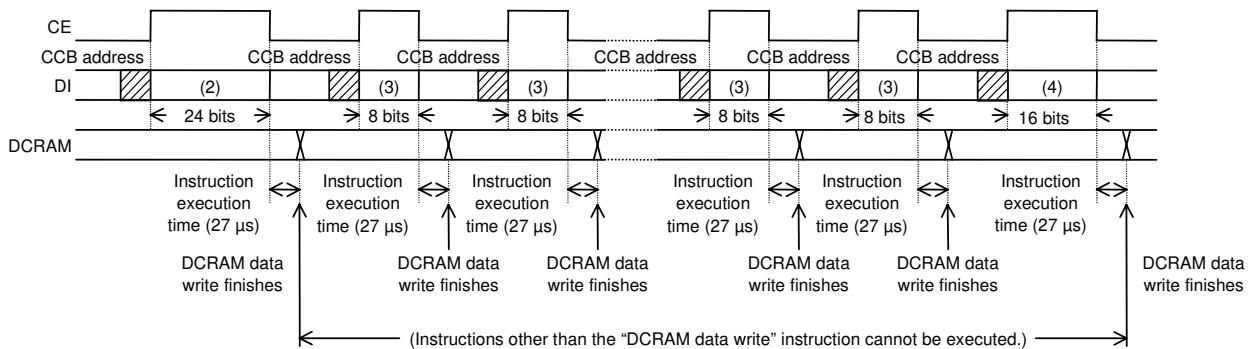 CE
CCB address CCB address CCB address CCB address CCB address CCB address
DI (2) (3) (3) (3) (3) (4)
24 bits 8 bits 8 bits 8 bits 8 bits 16 bits
DCRAM
Instruction Instruction Instruction Instruction Instruction Instruction
execution execution execution execution execution execution
time (27 µs) time (27 µs) time (27 µs) time (27 µs) time (27 µs) time (27 µs)
DCRAM data DCRAM data DCRAM data DCRAM data DCRAM data DCRAM data
write finishes write finishes write finishes write finishes write finishes write finishes
(Instructions other than the “DCRAM data write” instruction cannot be executed.)